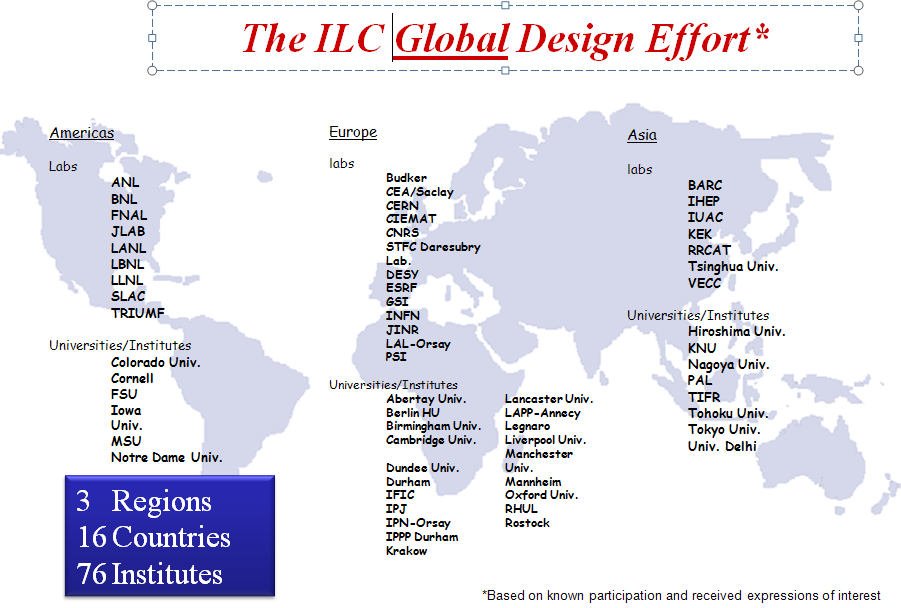 The ILC Global Design Effort*
Americas
Labs
ANL
BNL
FNAL
JLAB
LANL
LBNL
LLNL
SLAC
TRIUMF
Universities/Institutes
Colorado Univ.
Cornell
FSU
Iowa
Univ.
MSU
Notre Dame Univ.
Europe
labs
Budker
CEA/Saclay
CERN
CIEMAT
CNRS
STFC Daresubry
Lab.
DESY
ESRF
GSI
INFN
JINR
LAL-Orsay
PSI
Universities/Institutes
Abertay Univ.
Berlin HU
Birmingham Univ.
Cambridge Univ.
Dundee Univ.
Durham
IFIC
IPJ
IPN-Orsay
IPPP Durham
Krakow
Lancaster Univ.
LAPP-Annecy
Legnaro
Liverpool Univ.
Manchester
Univ.
Mannheim
Oxford Univ.
RHUL
Rostock
Asia
labs
BARC
IHEP
IUAC
KEK
RRCAT
Tsinghua Univ.
VECC
Universities/Institutes
Hiroshima Univ.
KNU
Nagoya Univ.
PAL
TIFR
Tohoku Univ.
Tokyo Univ.
Univ. Delhi
3 Regions
16 Countries
76 Institutes
*Based on known participation and received expressions of interest